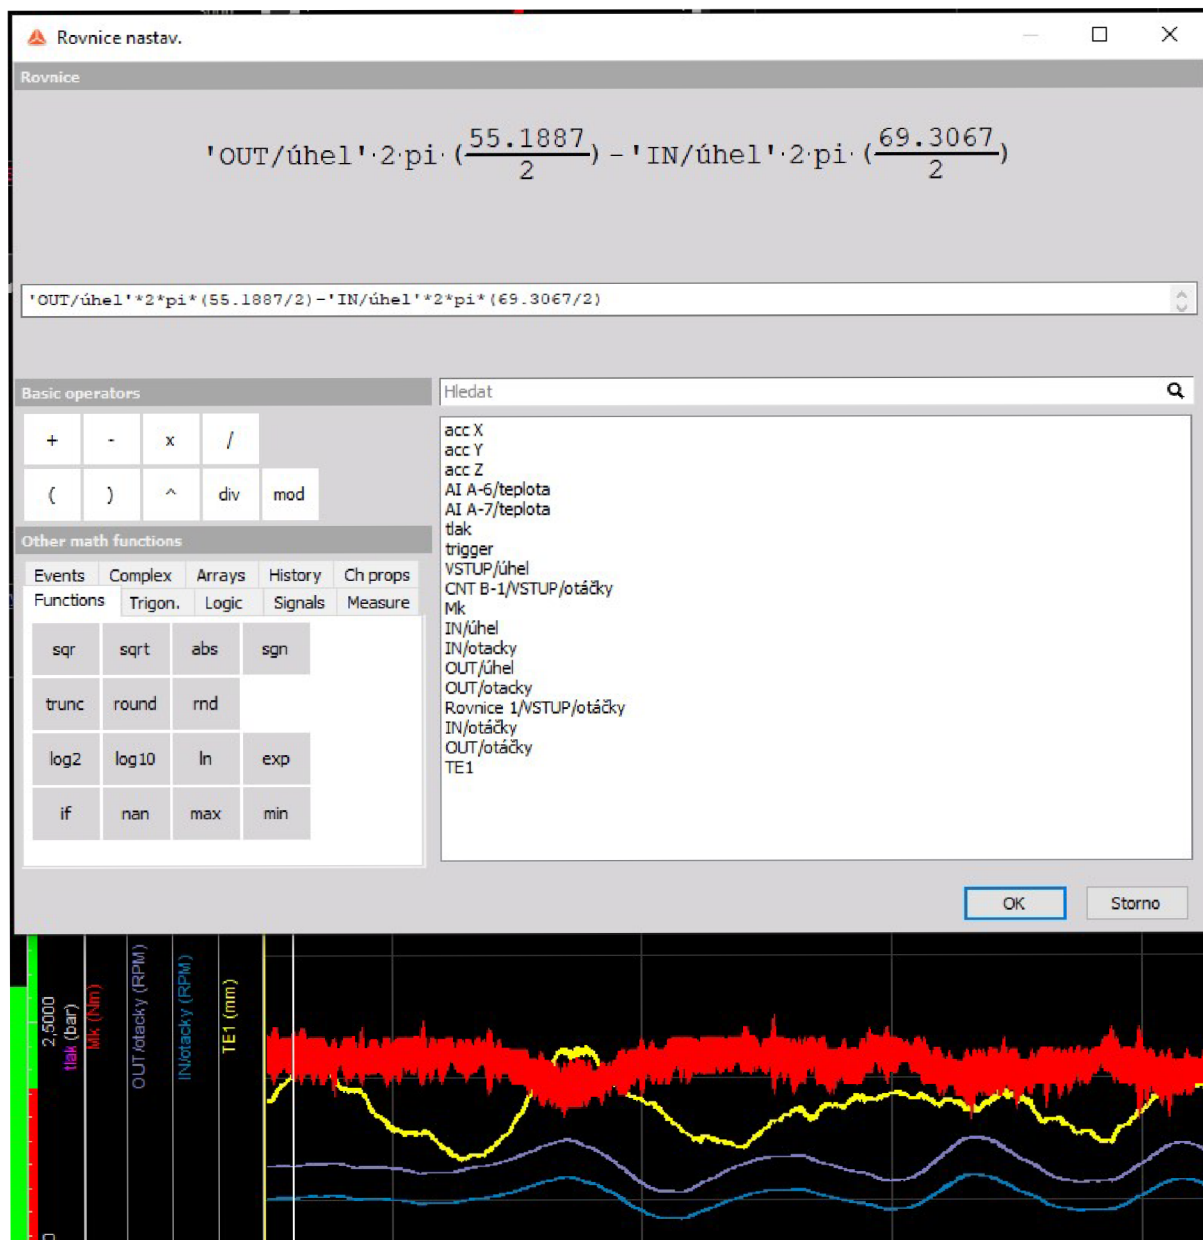 Rovnice nastav.
Rovnice
'OUT/úhel'·2·pi·(55.1887/2)-'IN/úhel'·2·pi·(69.3067/2)
'OUT/úhel'*2*pi*(55.1887/2)-'IN/úhel'*2*pi*(69.3067/2)
Basic operators
+ - x /
( ) ^ div mod
Other math functions
Events Complex Arrays History Ch props
Functions Trigon. Logic Signals Measure
sqr sqrt abs sgn
trunc round rnd
log2 log10 ln exp
if nan max min
Hledat
acc X
acc Y
acc Z
AI A-6/teplota
AI A-7/teplota
tlak
trigger
VSTUP/úhel
CNT B-1/VSTUP/otáčky
Mk
IN/úhel
IN/otacky
OUT/úhel
OUT/otacky
Rovnice 1/VSTUP/otáčky
IN/otáčky
OUT/otáčky
TE1
OK Storno
2,5000
tlak (bar)
Mk (Nm)
OUT/otacky (RPM)
IN/otacky (RPM)
TE1 (mm)